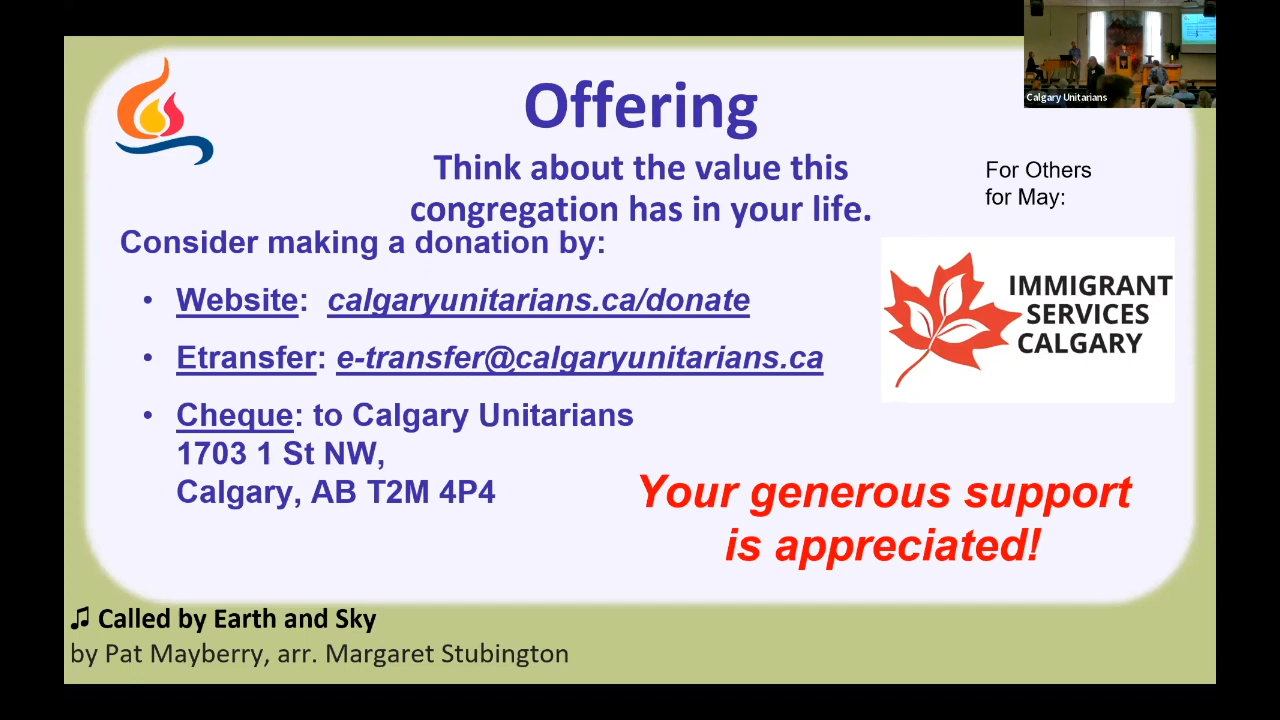 Calgary Unitarians
Offering
Think about the value this
congregation has in your life.
Consider making a donation by:
• Website: calgaryunitarians.ca/donate
• Etransfer: e-transfer@calgaryunitarians.ca
• Cheque: to Calgary Unitarians
1703 1 St NW,
Calgary, AB T2M 4P4
For Others
for May:
IMMIGRANT
SERVICES
CALGARY
Your generous support
is appreciated!
♫ Called by Earth and Sky
by Pat Mayberry, arr. Margaret Stubington